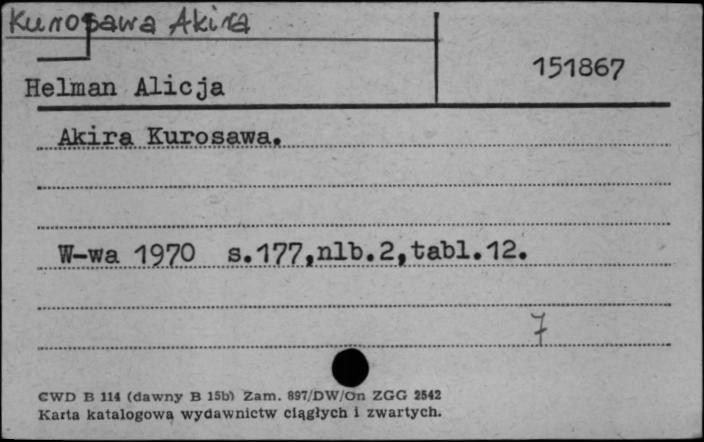 Kurosawa Akira
151867
Helman Alicja
Akira Kurosawa.
W-wa 1970 s.177,nlb.2,tabl.12.
7
CWD B 114 (dawny B 15b) Zam. 897/DW/On ZGG 2542
Karta katalogowa wydawnictw ciągłych i zwartych.